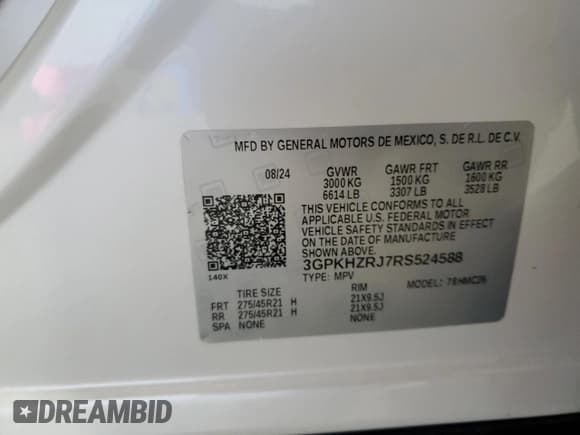 MFD BY GENERAL MOTORS DE MEXICO, S. DE R.L. DE C.V.
08/24 GVWR GAWR FRT GAWR RR
3000 KG 1500 KG 1600 KG
6614 LB 3307 LB 3528 LB
THIS VEHICLE CONFORMS TO ALL
APPLICABLE U.S. FEDERAL MOTOR
VEHICLE SAFETY STANDARDS IN EFFECT
ON THE DATE OF MANUFACTURE
SHOWN ABOVE.
3GPKHZRJ7RS524588
TYPE: MPV MODEL: 78HMC26
140X
TIRE SIZE RIM
FRT 275/45R21 H 21X9.5J
RR 275/45R21 H 21X9.5J
SPA NONE NONE
DREAMBID